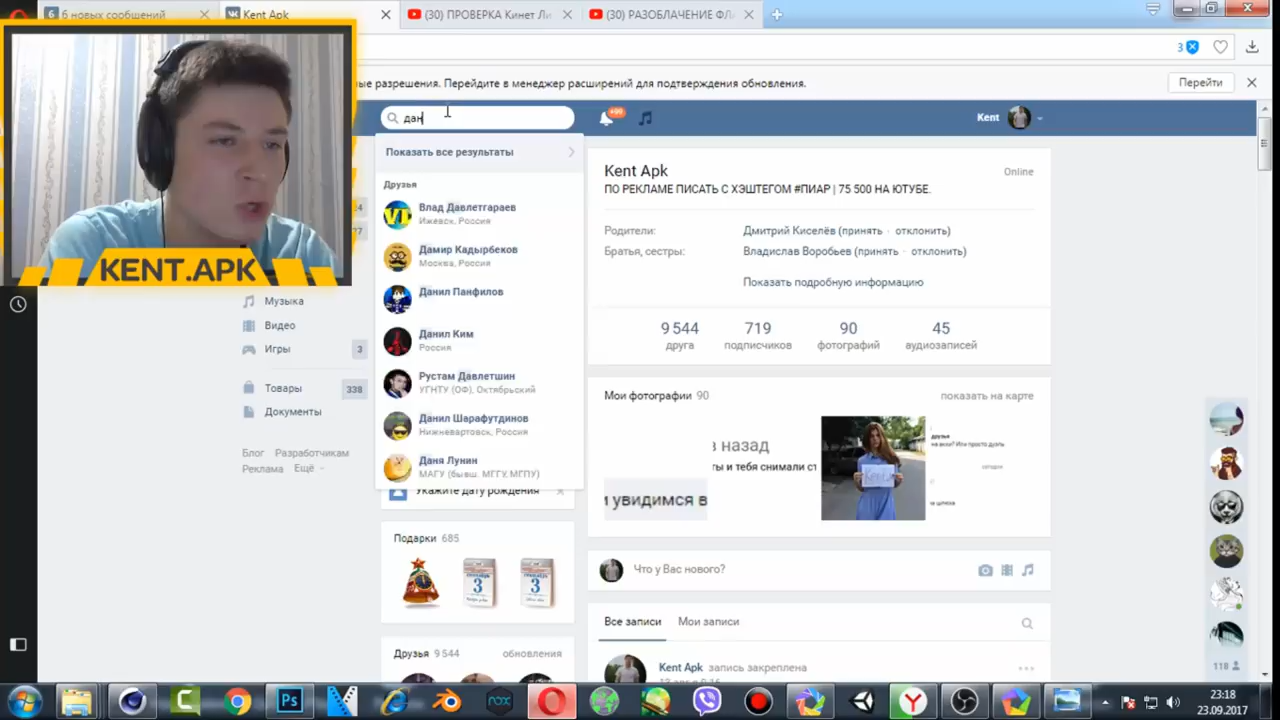 6 новых сообщений
Kent Apk
(30) ПРОВЕРКА Кинет Ли
(30) РАЗОБЛАЧЕНИЕ ФЛ
3
ые разрешения. Перейдите в менеджер расширений для подтверждения обновления.
Перейти
дан
Kent
Показать все результаты
Друзья
Влад Давлетгараев
Ижевск, Россия
Дамир Кадырбеков
Москва, Россия
Данил Панфилов
Данил Ким
Россия
Рустам Давлетшин
УГНТУ (ОФ), Октябрьский
Данил Шарафутдинов
Нижневартовск, Россия
Даня Лунин
МАГУ (бывш. МГГУ, МГПУ)
Укажите дату рождения
KENT.APK
Музыка
Видео
Игры
3
Товары
338
Документы
Блог Разработчикам
Реклама Ещё
Kent Apk
Online
ПО РЕКЛАМЕ ПИСАТЬ С ХЭШТЕГОМ #ПИАР | 75 500 НА ЮТУБЕ.
Родители:
Дмитрий Киселёв (принять · отклонить)
Братья, сестры:
Владислав Воробьев (принять · отклонить)
Показать подробную информацию
9 544
друга
719
подписчиков
90
фотографий
45
аудиозаписей
Мои фотографии 90
показать на карте
з назад
ты и тебя снимали ст
и увидимся в
Подарки 685
3
3
Что у Вас нового?
Все записи
Мои записи
Друзья 9 544
обновления
Kent Apk запись закреплена
118
23:18
23.09.2017